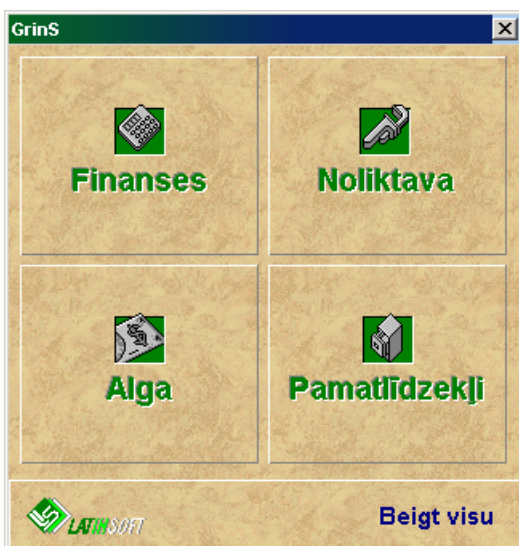 GrinS
Finanses
Noliktava
Alga
Pamatlīdzekļi
LATINSOFT
Beigt visu